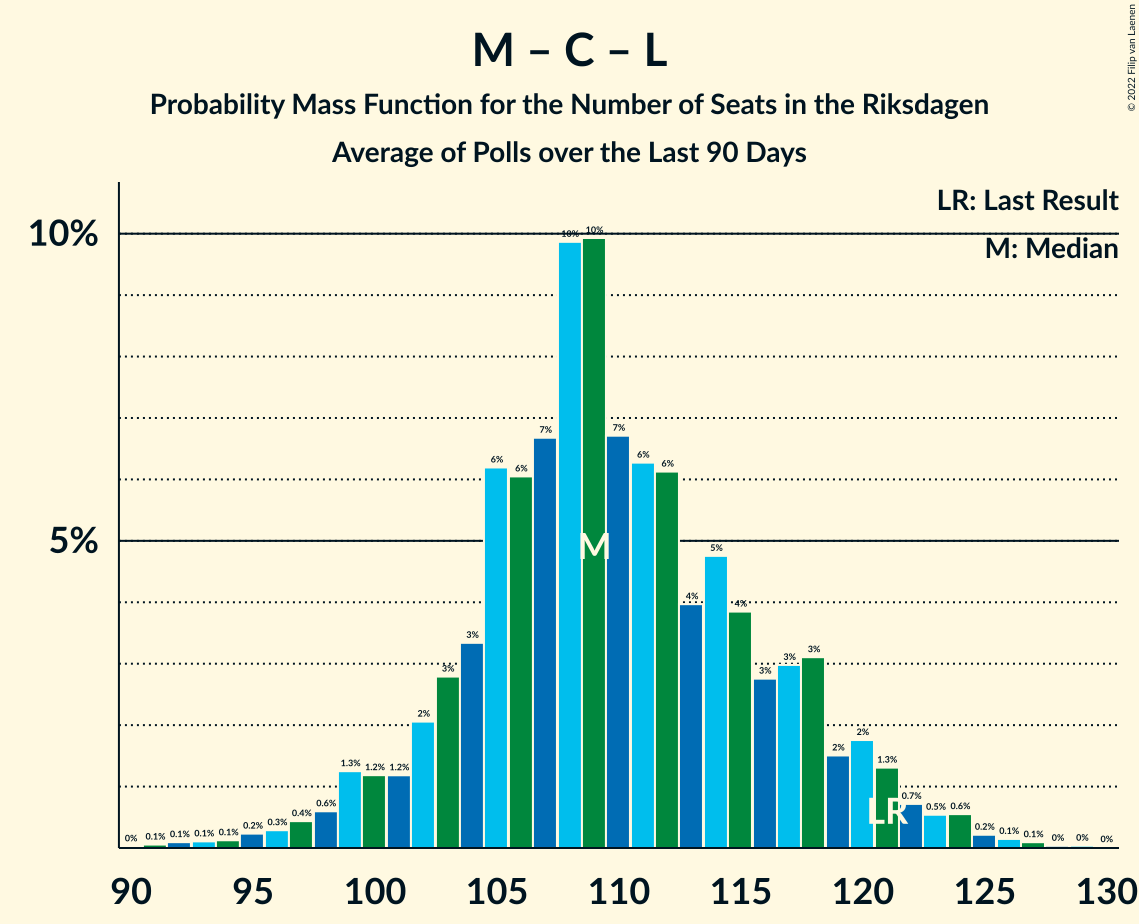 © 2022 Filip van Laenen
M – C – L
Probability Mass Function for the Number of Seats in the Riksdagen
Average of Polls over the Last 90 Days
LR: Last Result
M: Median
10%
5%
0% 0.1% 0.1% 0.1% 0.1% 0.2% 0.3% 0.4% 0.6% 1.3% 1.2% 1.2% 2% 3% 3% 6% 6% 7% 10% 10% 7% 6% 6% 4% 5% 4% 3% 3% 3% 2% 2% 1.3% 0.7% 0.5% 0.6% 0.2% 0.1% 0.1% 0% 0% 0%
M
LR
90 95 100 105 110 115 120 125 130